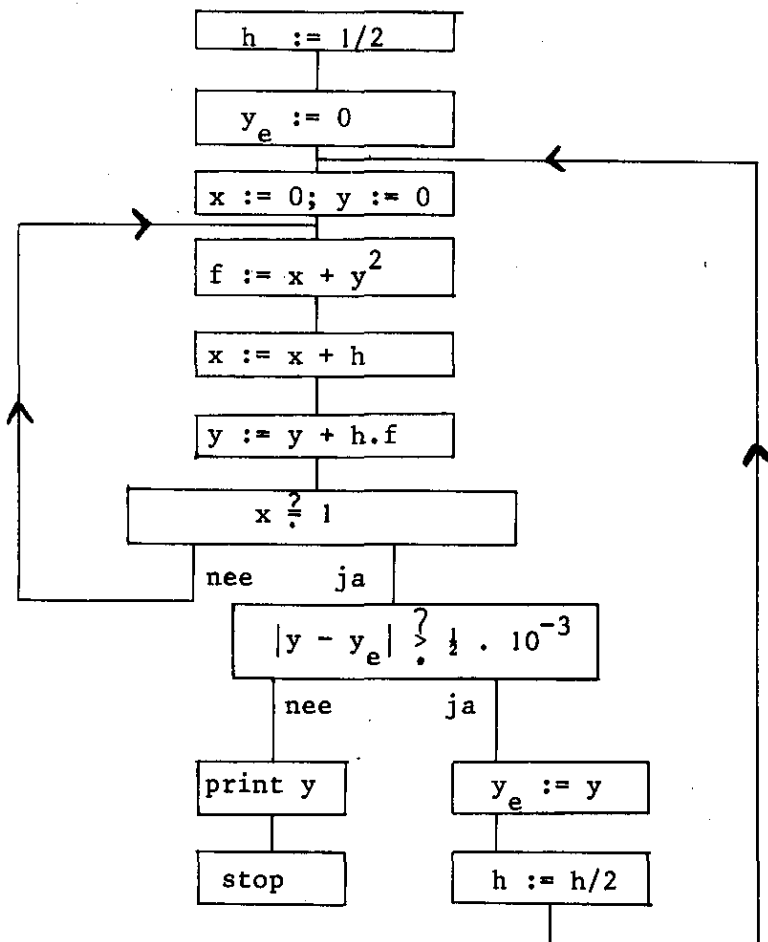 h := 1/2
y_e := 0
x := 0; y := 0
f := x + y²
x := x + h
y := y + h.f
x ≟ 1
nee ja
|y - y_e| >? ½ . 10⁻³
nee ja
print y y_e := y
stop h := h/2